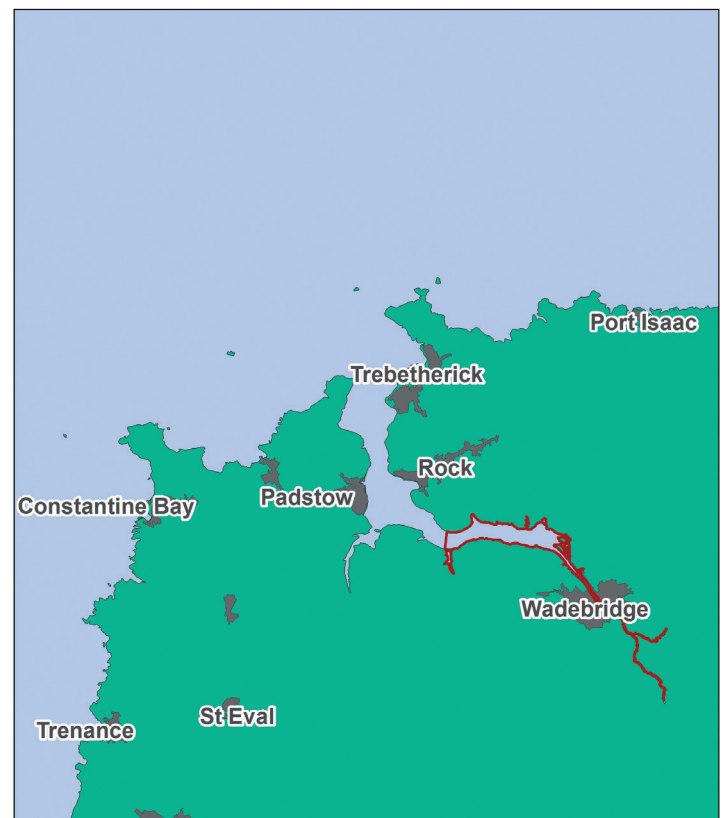 Port Isaac
Trebetherick
Rock
Padstow
Constantine Bay
Wadebridge
St Eval
Trenance